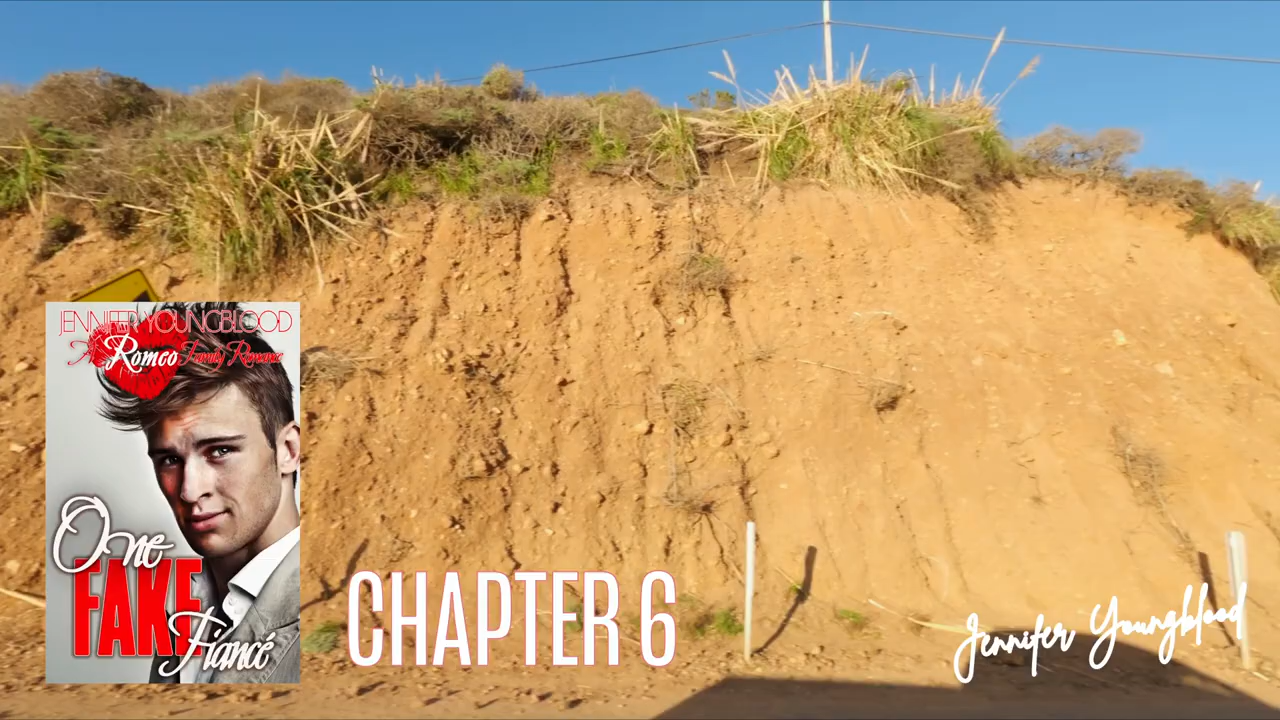 JENNIFER YOUNGBLOOD
A Romeo Family Romance
One
FAKE
Fiancé
CHAPTER 6
Jennifer Youngblood